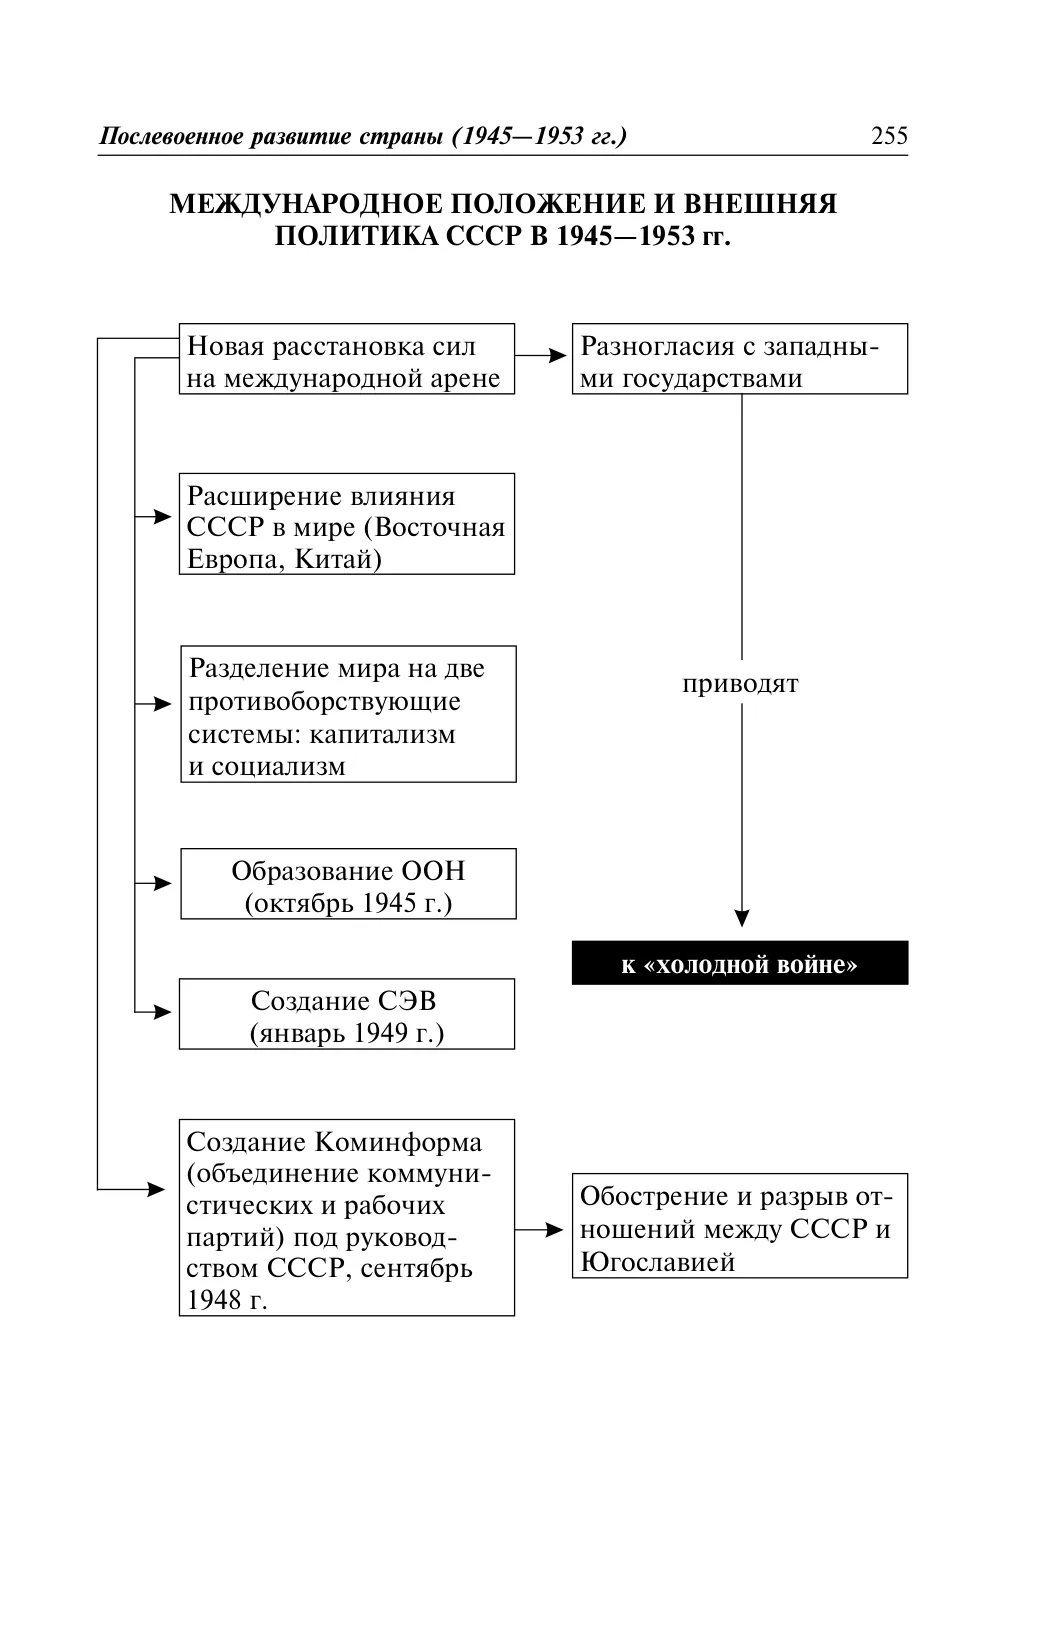 Послевоенное развитие страны (1945—1953 гг.) 255
МЕЖДУНАРОДНОЕ ПОЛОЖЕНИЕ И ВНЕШНЯЯ
ПОЛИТИКА СССР В 1945—1953 гг.
Новая расстановка сил
на международной арене
Разногласия с западны-
ми государствами
Расширение влияния
СССР в мире (Восточная
Европа, Китай)
Разделение мира на две
противоборствующие
системы: капитализм
и социализм
приводят
Образование ООН
(октябрь 1945 г.)
к «холодной войне»
Создание СЭВ
(январь 1949 г.)
Создание Коминформа
(объединение коммуни-
стических и рабочих
партий) под руковод-
ством СССР, сентябрь
1948 г.
Обострение и разрыв от-
ношений между СССР и
Югославией